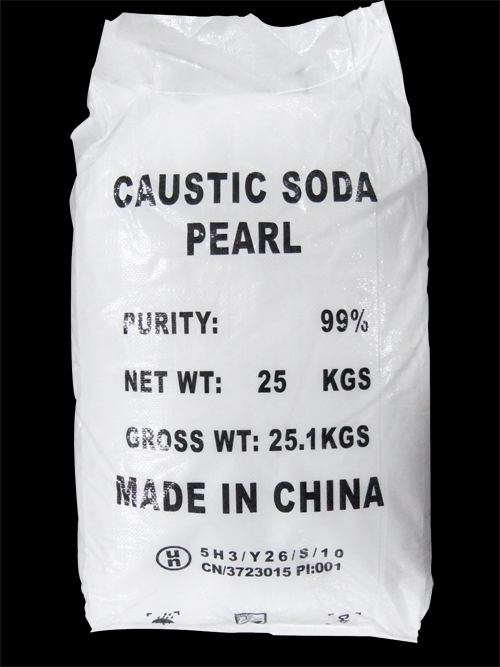 CAUSTIC SODA
PEARL
PURITY: 99%
NET WT: 25 KGS
GROSS WT: 25.1KGS
MADE IN CHINA
un 5H3/Y26/S/10
CN/3723015 PI:001